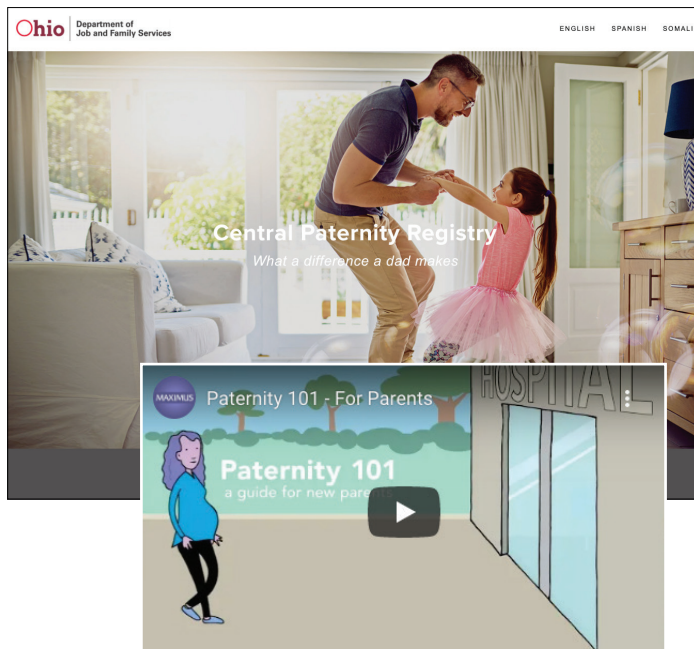 Ohio
Department of
Job and Family Services
ENGLISH SPANISH SOMALI
Central Paternity Registry
What a difference a dad makes
MAXIMUS
Paternity 101 - For Parents
HOSPITAL
Paternity 101
a guide for new parents